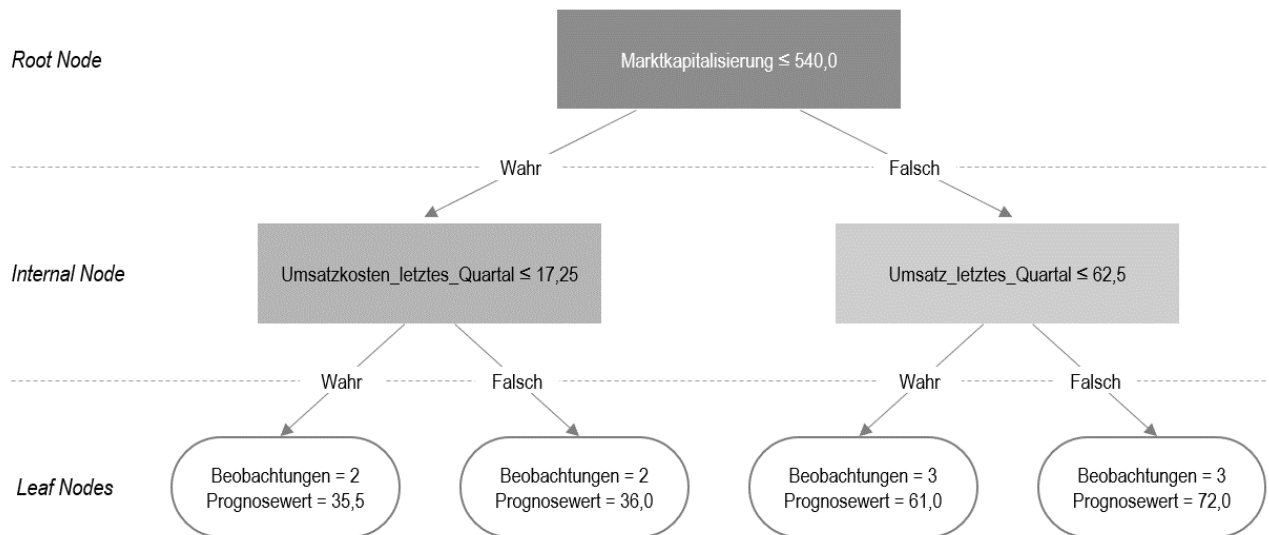 Root Node
Marktkapitalisierung ≤ 540,0
Wahr
Falsch
Internal Node
Umsatzkosten_letztes_Quartal ≤ 17,25
Umsatz_letztes_Quartal ≤ 62,5
Wahr
Falsch
Wahr
Falsch
Leaf Nodes
Beobachtungen = 2
Prognosewert = 35,5
Beobachtungen = 2
Prognosewert = 36,0
Beobachtungen = 3
Prognosewert = 61,0
Beobachtungen = 3
Prognosewert = 72,0